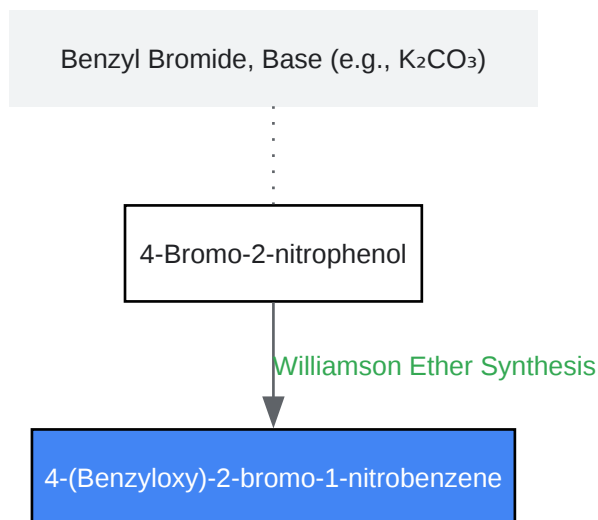 Benzyl Bromide, Base (e.g., K₂CO₃)
4-Bromo-2-nitrophenol
Williamson Ether Synthesis
4-(Benzyloxy)-2-bromo-1-nitrobenzene